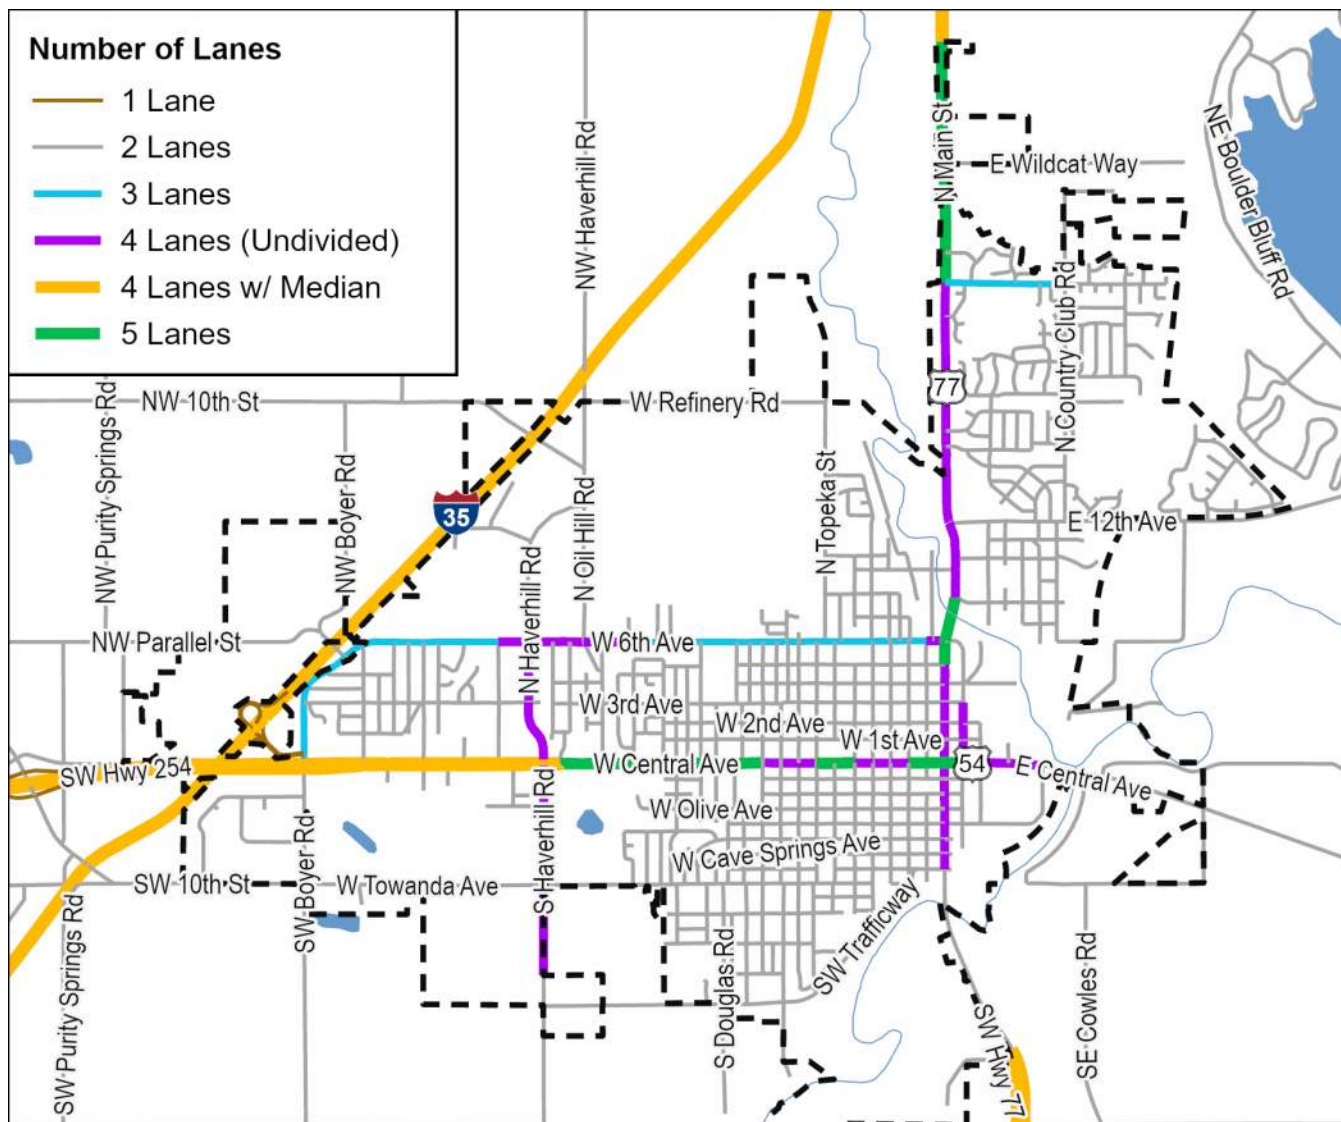 Number of Lanes
1 Lane
2 Lanes
3 Lanes
4 Lanes (Undivided)
4 Lanes w/ Median
5 Lanes
NW Haverhill Rd
N Main St
E Wildcat Way
NE Boulder Bluff Rd
N Country Club Rd
77
NW 10th St
W Refinery Rd
NW Purity Springs Rd
NW Boyer Rd
35
N Oil Hill Rd
N Topeka St
E 12th Ave
NW Parallel St
W 6th Ave
N Haverhill Rd
W 3rd Ave
W 2nd Ave
W 1st Ave
SW Hwy 254
W Central Ave
54
E Central Ave
S Haverhill Rd
W Olive Ave
W Cave Springs Ave
SW Boyer Rd
SW 10th St
W Towanda Ave
SW Purity Springs Rd
SW Trafficway
S Douglas Rd
SE Cowles Rd
SW Hwy 77